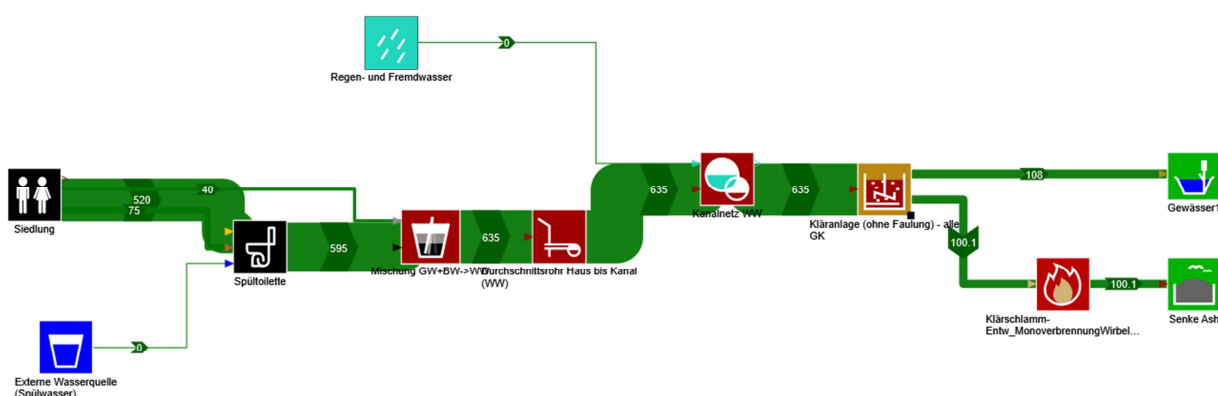 0
Regen- und Fremdwasser
Siedlung
520
75
40
Spültoilette
595
Mischung GW+BW->WW
(WW)
635
Durchschnittsrohr Haus bis Kanal
635
Kanalnetz WW
635
Kläranlage (ohne Faulung) - alle
GK
108
Gewässer1
100.1
Klärschlamm-
Entw_MonoverbrennungWirbel...
100.1
Senke Ash
0
Externe Wasserquelle
(Spülwasser)